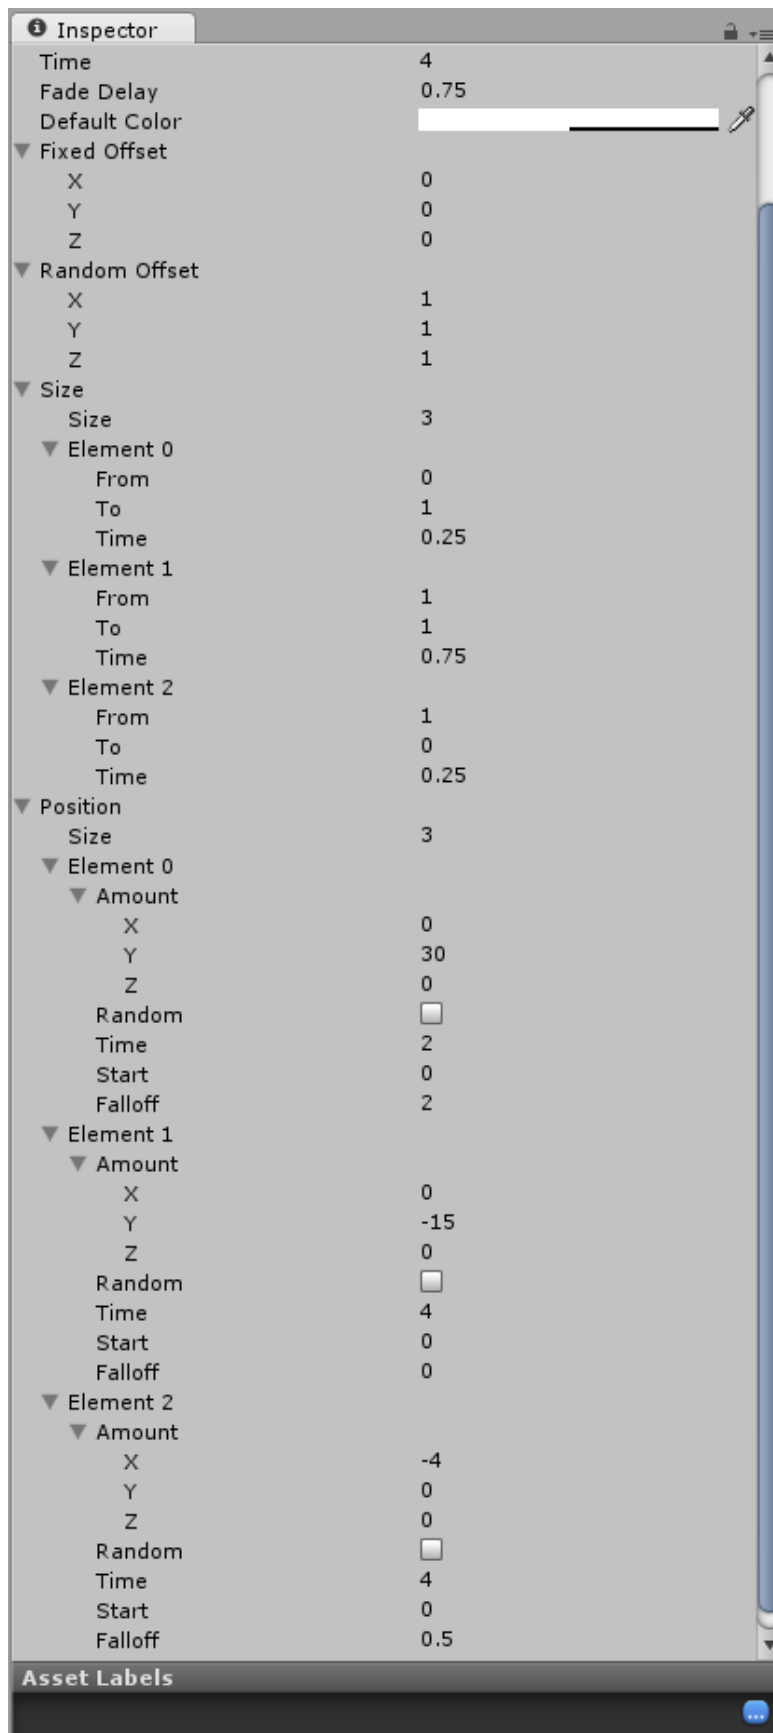 Inspector
Time 4
Fade Delay 0.75
Default Color
Fixed Offset
X 0
Y 0
Z 0
Random Offset
X 1
Y 1
Z 1
Size
Size 3
Element 0
From 0
To 1
Time 0.25
Element 1
From 1
To 1
Time 0.75
Element 2
From 1
To 0
Time 0.25
Position
Size 3
Element 0
Amount
X 0
Y 30
Z 0
Random
Time 2
Start 0
Falloff 2
Element 1
Amount
X 0
Y -15
Z 0
Random
Time 4
Start 0
Falloff 0
Element 2
Amount
X -4
Y 0
Z 0
Random
Time 4
Start 0
Falloff 0.5
Asset Labels